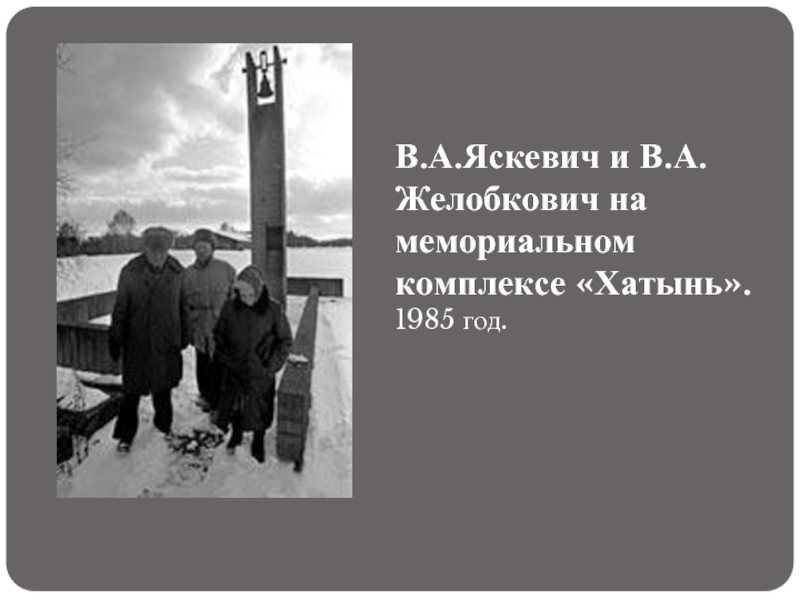 В.А.Яскевич и В.А.
Желобкович на
мемориальном
комплексе «Хатынь».
1985 год.